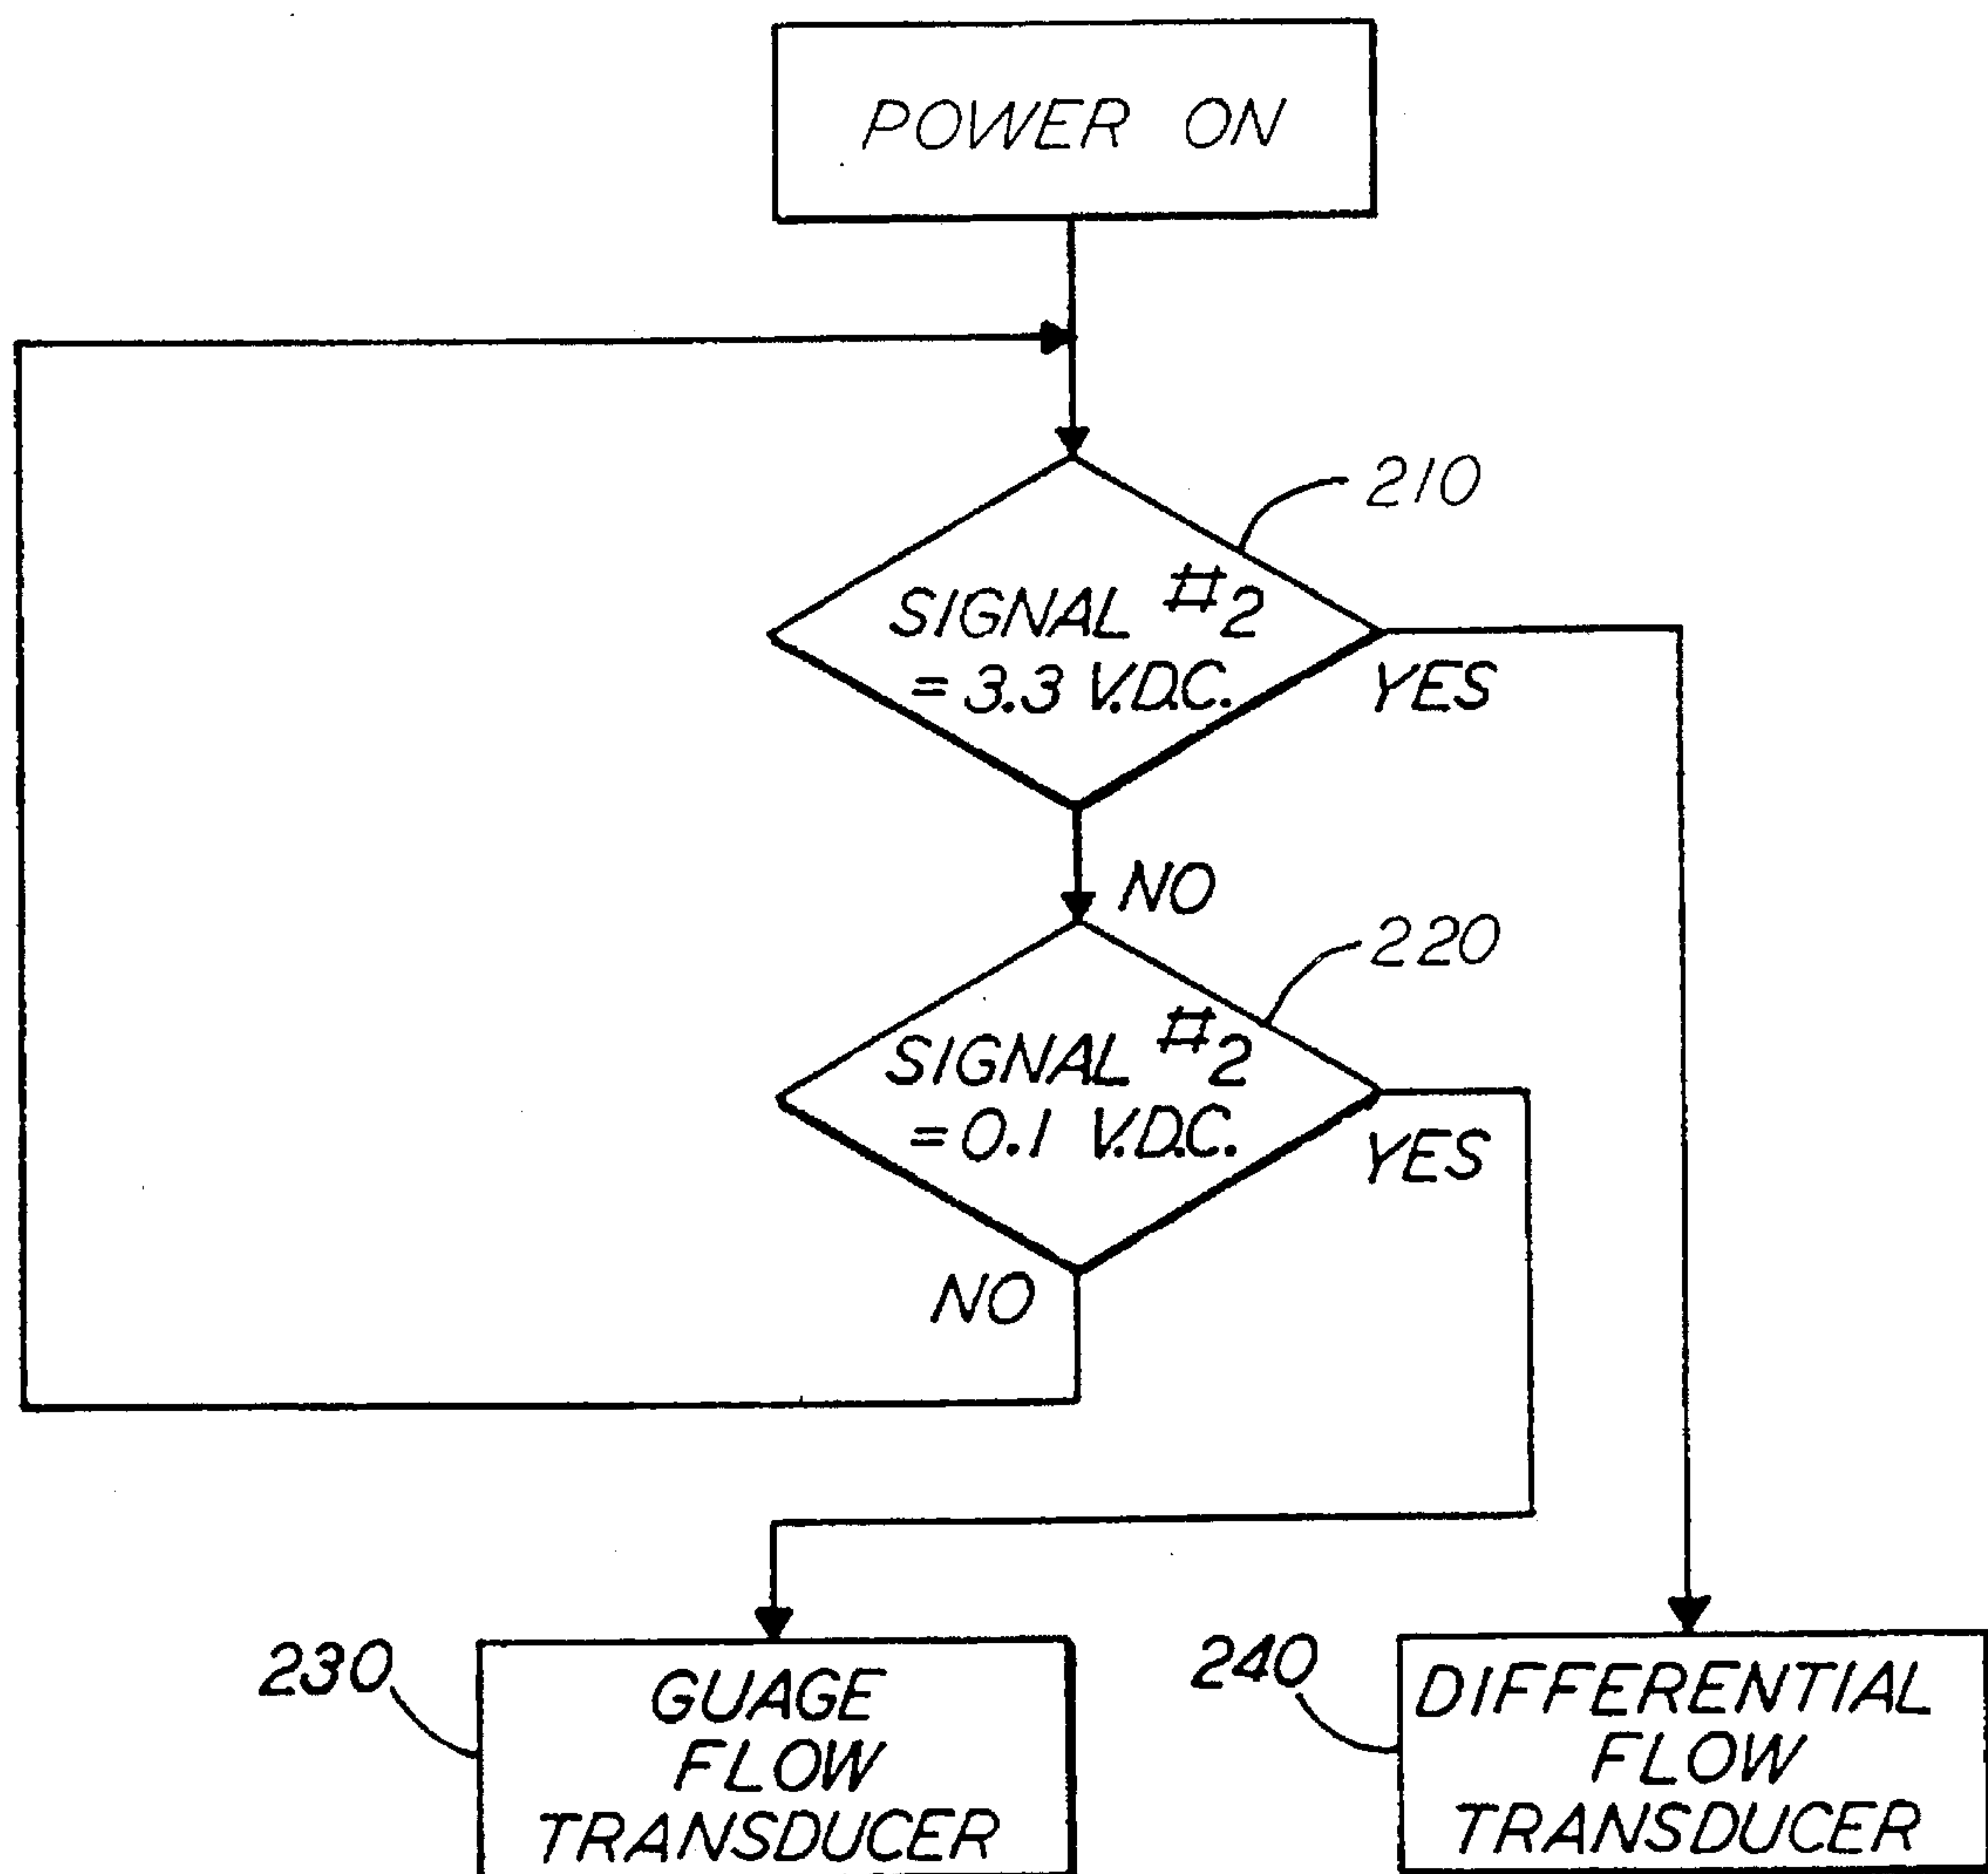 POWER ON
210
SIGNAL #2
= 3.3 V.D.C.
YES
NO
220
SIGNAL #2
= 0.1 V.D.C.
YES
NO
230
GUAGE
FLOW
TRANSDUCER
240
DIFFERENTIAL
FLOW
TRANSDUCER